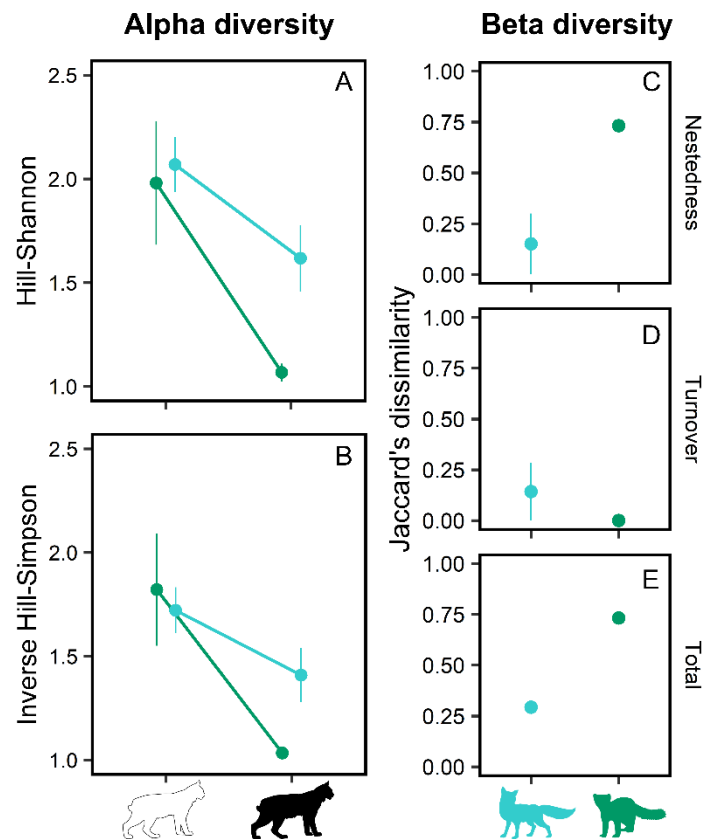 Alpha diversity
Beta diversity
A
2.5
2.0
1.5
1.0
Hill-Shannon
B
2.5
2.0
1.5
1.0
Inverse Hill-Simpson
Jaccard's dissimilarity
C
1.00
0.75
0.50
0.25
0.00
Nestedness
D
1.00
0.75
0.50
0.25
0.00
Turnover
E
1.00
0.75
0.50
0.25
0.00
Total